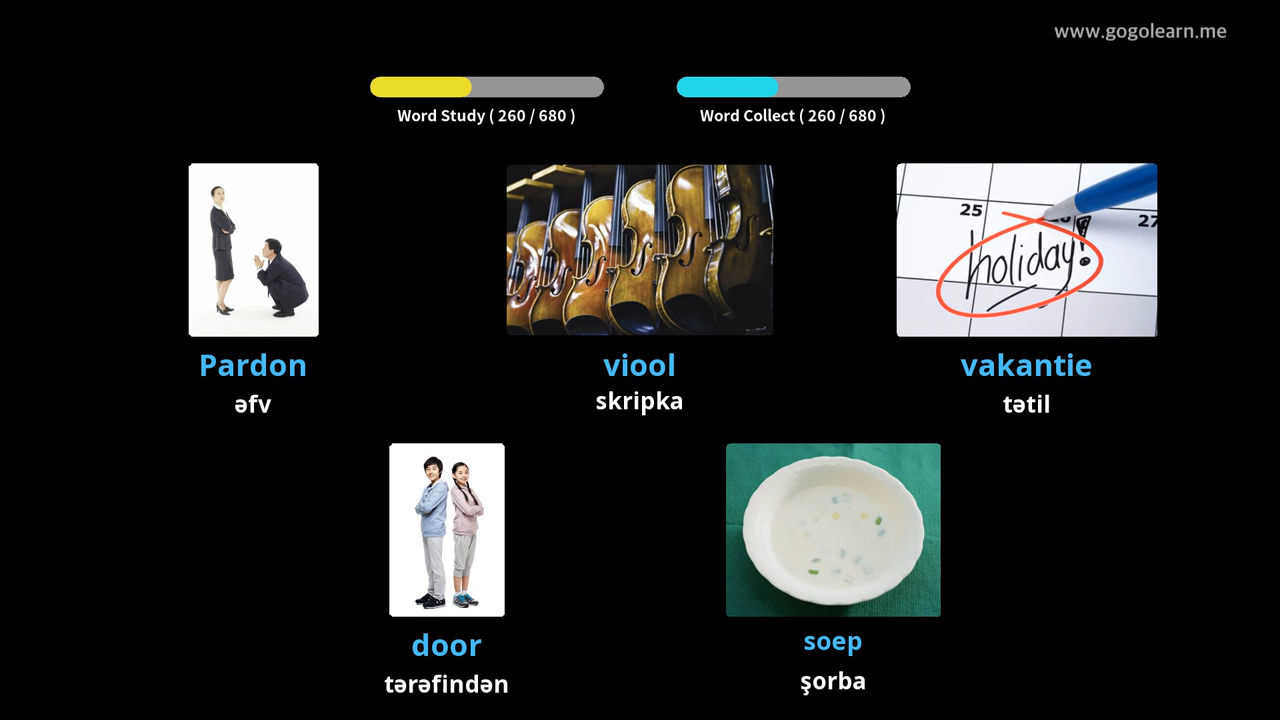 www.gogolearn.me
Word Study ( 260 / 680 )
Word Collect ( 260 / 680 )
25
27
holiday!
Pardon
əfv
viool
skripka
vakantie
tətil
door
tərəfindən
soep
şorba